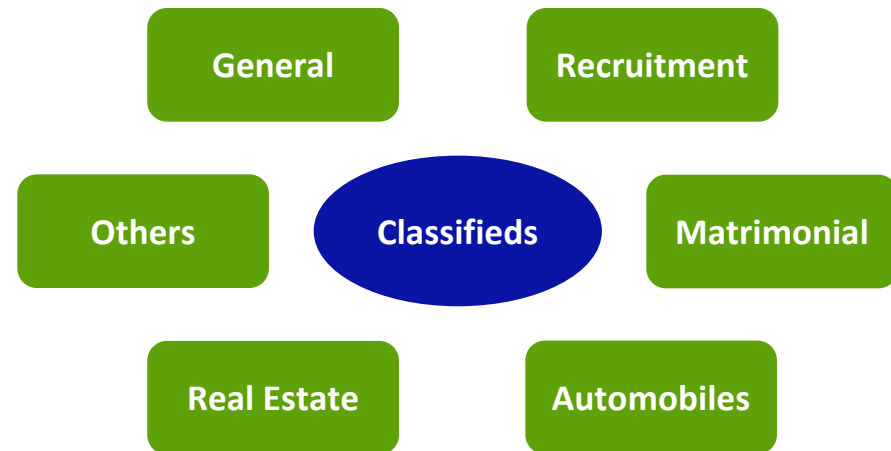 General
Recruitment
Others
Classifieds
Matrimonial
Real Estate
Automobiles